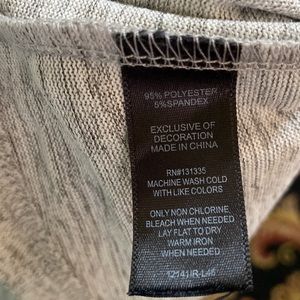 95% POLYESTER
5%SPANDEX
EXCLUSIVE OF
DECORATION
MADE IN CHINA
RN#131335
MACHINE WASH COLD
WITH LIKE COLORS
ONLY NON CHLORINE
BLEACH WHEN NEEDED
LAY FLAT TO DRY
WARM IRON
WHEN NEEDED